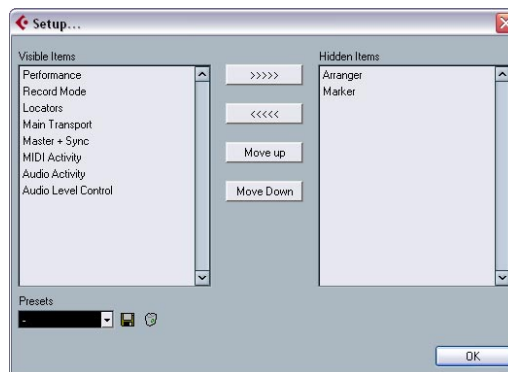 Setup...
Visible Items
Performance
Record Mode
Locators
Main Transport
Master + Sync
MIDI Activity
Audio Activity
Audio Level Control
>>>>>
<<<<<
Move up
Move Down
Hidden Items
Arranger
Marker
Presets
-
OK